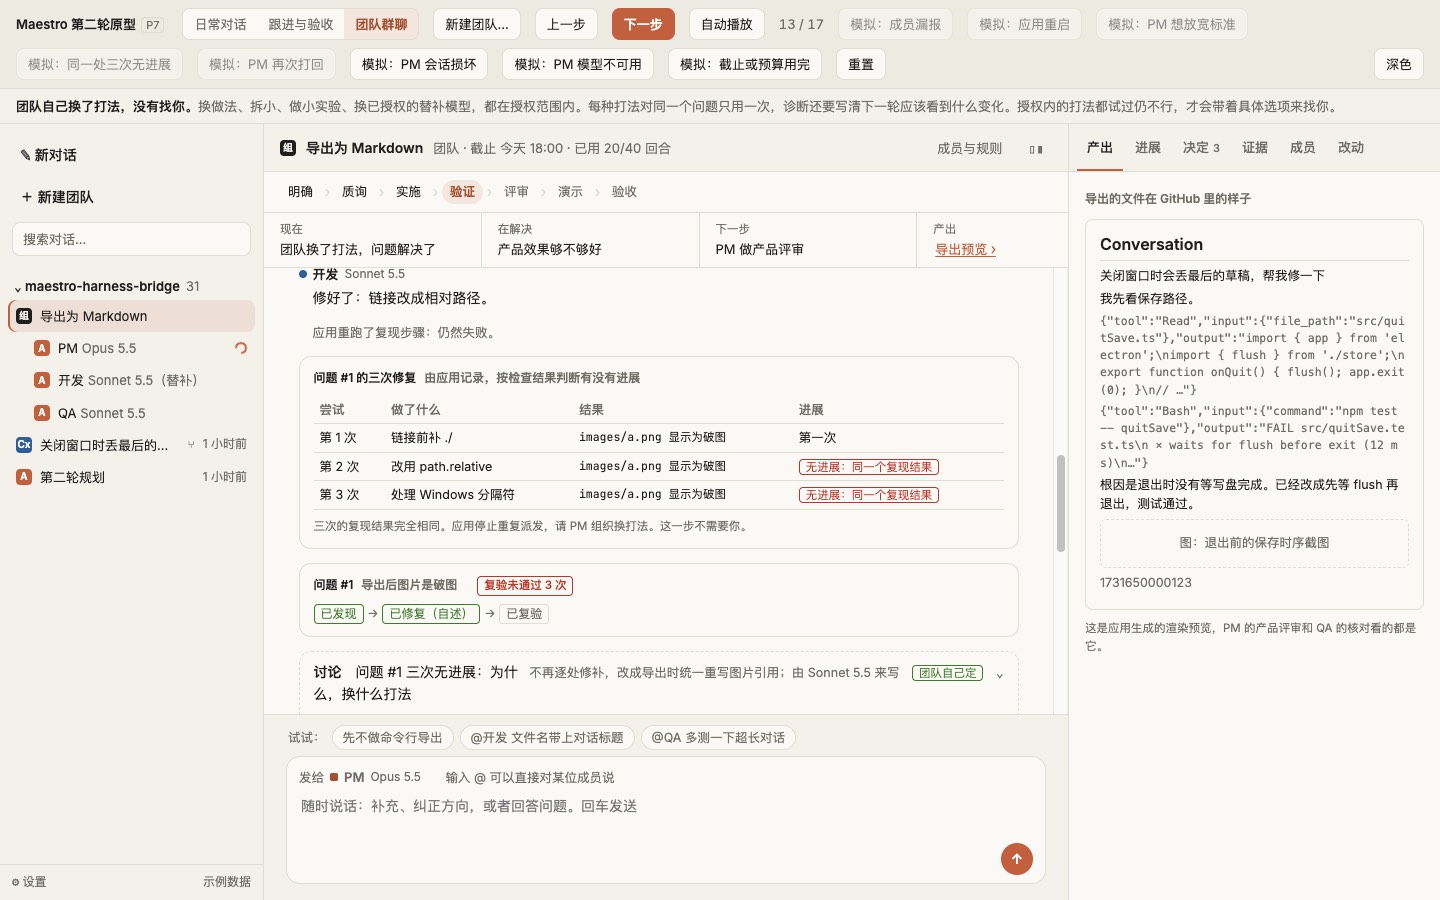 Maestro 第二轮原型 P7 日常对话 跟进与验收 团队群聊 新建团队... 上一步 下一步 自动播放 13 / 17 模拟：成员漏报 模拟：应用重启 模拟：PM 想放宽标准
模拟：同一处三次无进展 模拟：PM 再次打回 模拟：PM 会话损坏 模拟：PM 模型不可用 模拟：截止或预算用完 重置 深色
团队自己换了打法，没有找你。换做法、拆小、做小实验、换已授权的替补模型，都在授权范围内。每种打法对同一个问题只用一次，诊断还要写清下一轮应该看到什么变化。授权内的打法都试过仍不行，才会带着具体选项来找你。
✎ 新对话
+ 新建团队
搜索对话...
maestro-harness-bridge 31
组 导出为 Markdown
A PM Opus 5.5
A 开发 Sonnet 5.5（替补）
A QA Sonnet 5.5
Cx 关闭窗口时丢最后的... 1 小时前
A 第二轮规划 1 小时前
⚙ 设置 示例数据
组 导出为 Markdown 团队 · 截止 今天 18:00 · 已用 20/40 回合 成员与规则
明确 › 质询 › 实施 › 验证 › 评审 › 演示 › 验收
现在 在解决 下一步 产出
团队换了打法，问题解决了 产品效果够不够好 PM 做产品评审 导出预览 ›
开发 Sonnet 5.5
修好了：链接改成相对路径。
应用重跑了复现步骤：仍然失败。
问题 #1 的三次修复 由应用记录，按检查结果判断有没有进展
尝试 做了什么 结果 进展
第 1 次 链接前补 ./ images/a.png 显示为破图 第一次
第 2 次 改用 path.relative images/a.png 显示为破图 无进展：同一个复现结果
第 3 次 处理 Windows 分隔符 images/a.png 显示为破图 无进展：同一个复现结果
三次的复现结果完全相同。应用停止重复派发，请 PM 组织换打法。这一步不需要你。
问题 #1 导出后图片是破图 复验未通过 3 次
已发现 → 已修复（自述） → 已复验
讨论 问题 #1 三次无进展：为什 不再逐处修补，改成导出时统一重写图片引用；由 Sonnet 5.5 来写 团队自己定
么，换什么打法
试试： 先不做命令行导出 @开发 文件名带上对话标题 @QA 多测一下超长对话
发给 PM Opus 5.5 输入 @ 可以直接对某位成员说
随时说话：补充、纠正方向，或者回答问题。回车发送
产出 进展 决定 3 证据 成员 改动
导出的文件在 GitHub 里的样子
Conversation
关闭窗口时会丢最后的草稿，帮我修一下
我先看保存路径。
{"tool":"Read","input":{"file_path":"src/qui
tSave.ts"},"output":"import { app } from 'el
ectron';\nimport { flush } from './store';\n
export function onQuit() { flush(); app.exit
(0); }\n// …"}
{"tool":"Bash","input":{"command":"npm test
-- quitSave"},"output":"FAIL src/quitSave.te
st.ts\n × waits for flush before exit (12 m
s)\n…"}
根因是退出时没有等写盘完成。已经改成先等 flush 再
退出，测试通过。
图：退出前的保存时序截图
1731650000123
这是应用生成的渲染预览，PM 的产品评审和 QA 的核对看的都是
它。